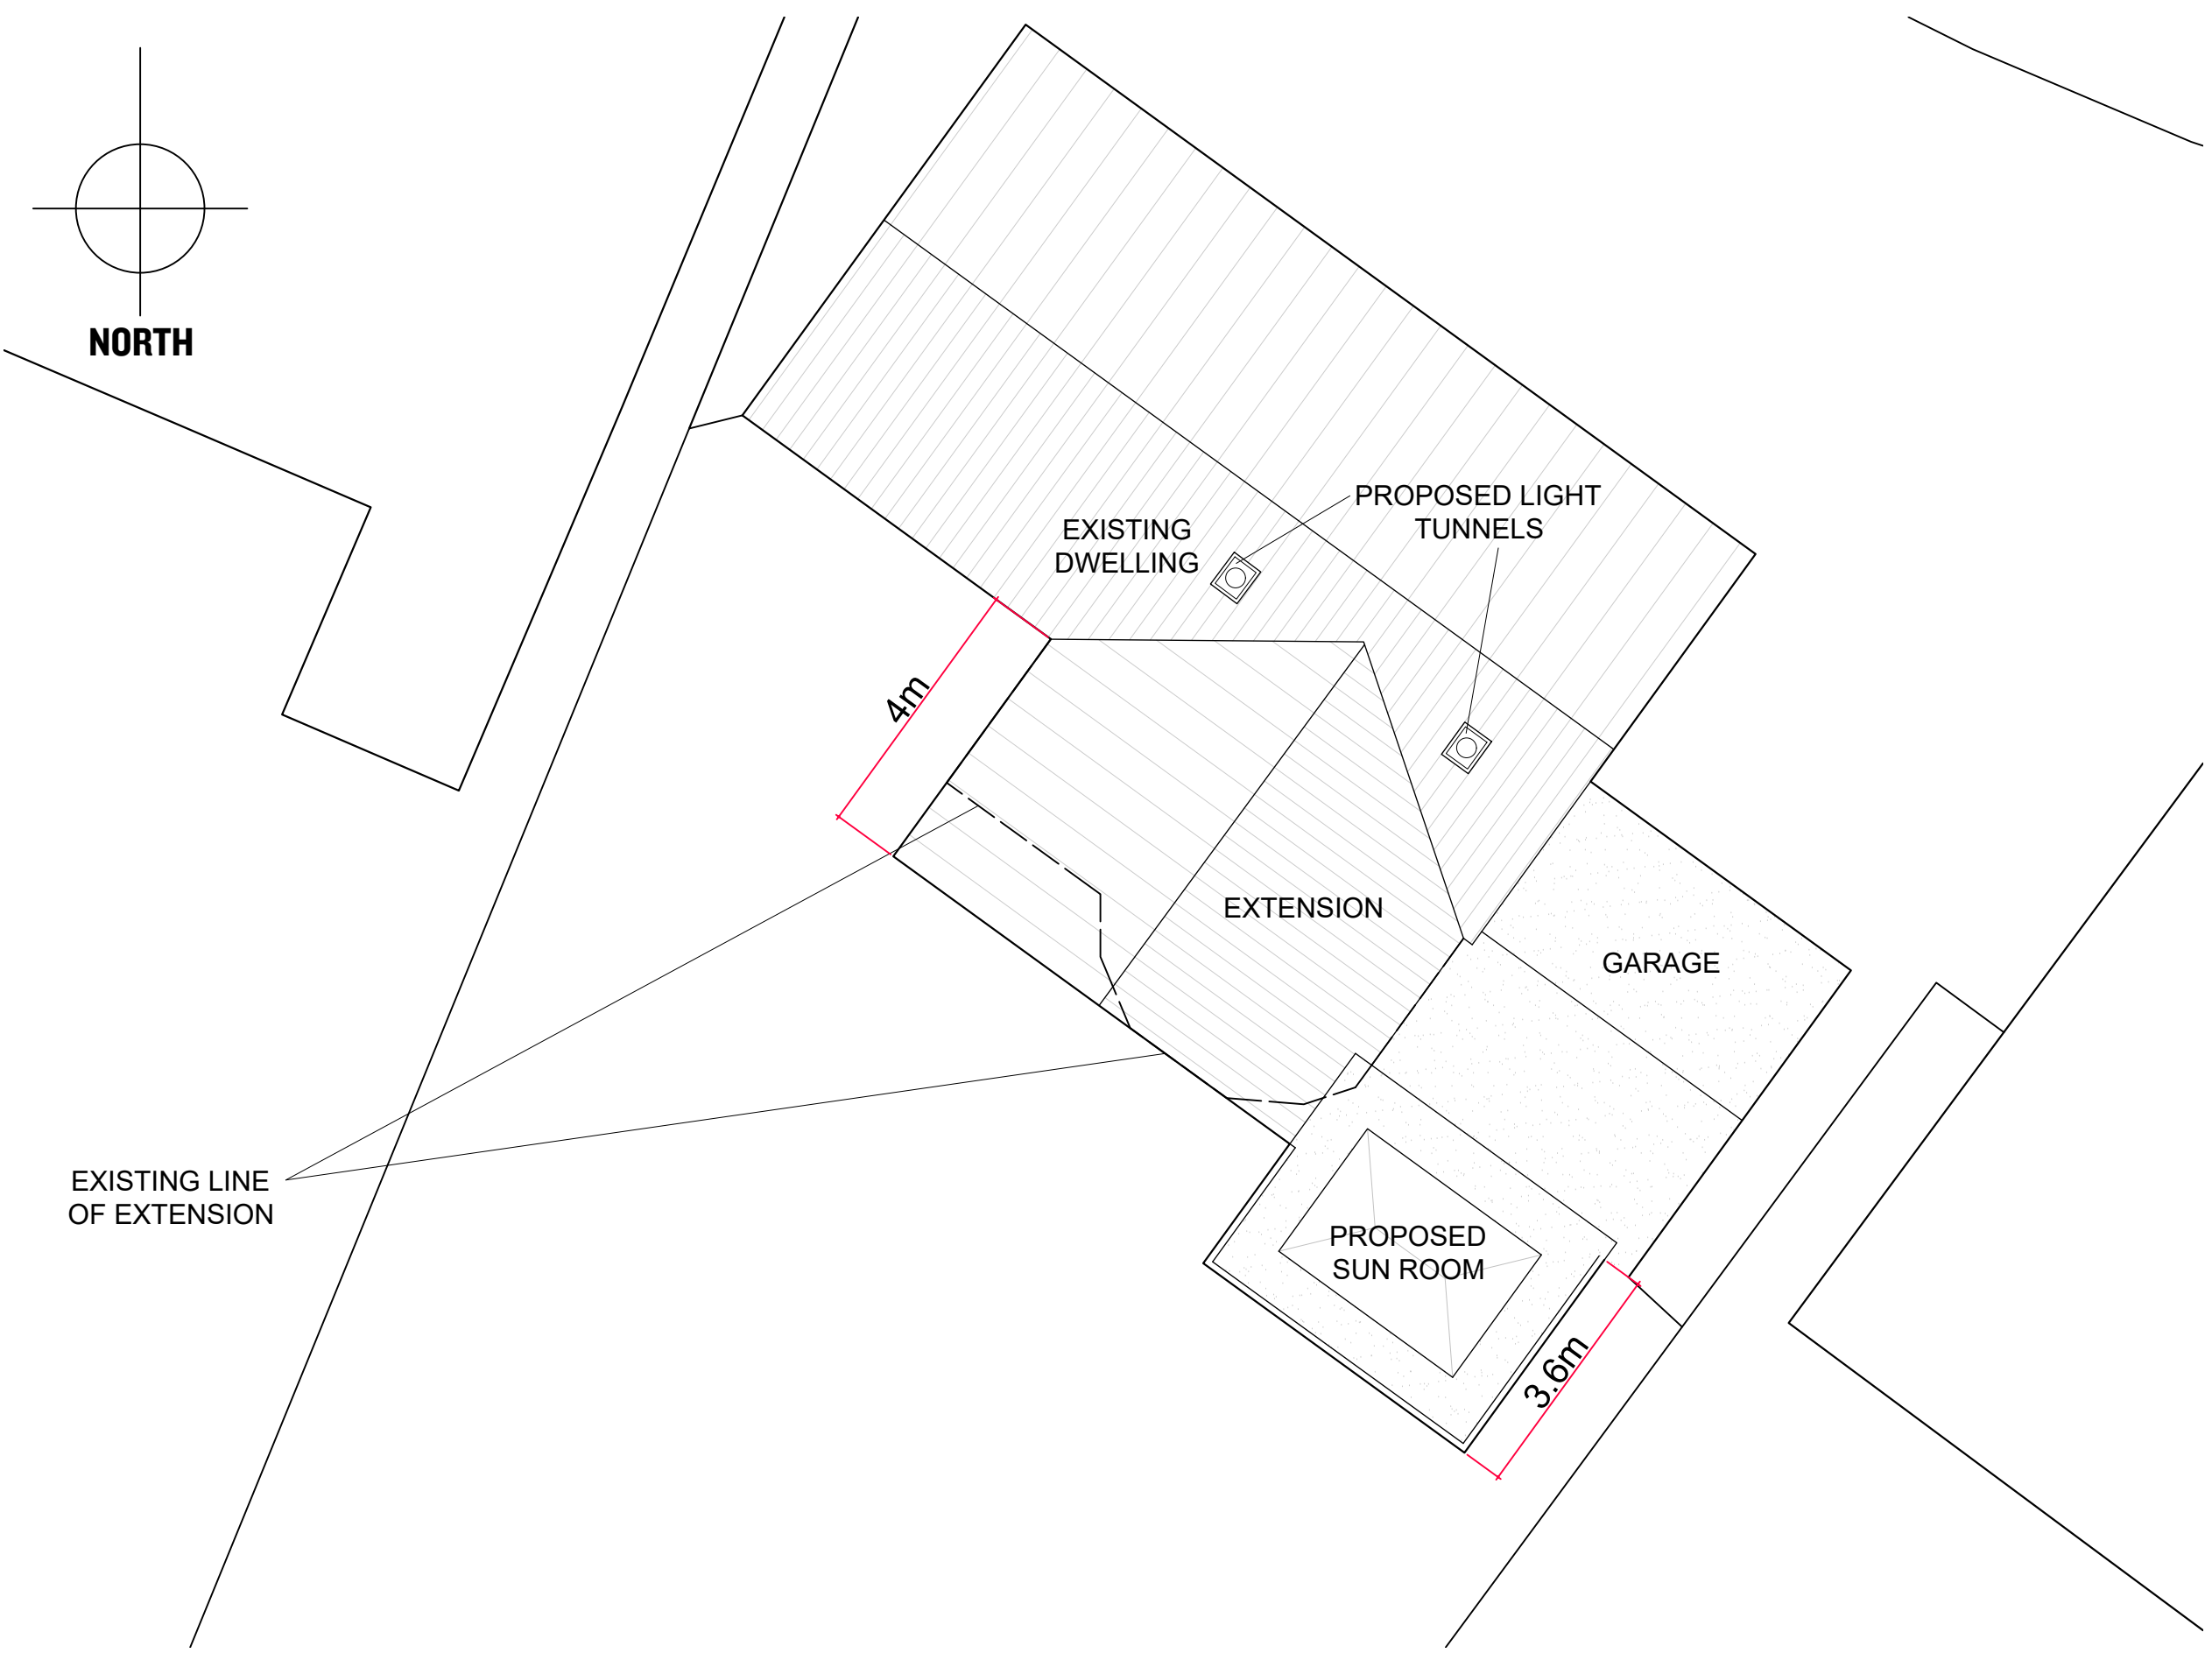 NORTH
PROPOSED LIGHT
TUNNELS
EXISTING
DWELLING
4m
EXTENSION
GARAGE
EXISTING LINE
OF EXTENSION
PROPOSED
SUN ROOM
3.6m